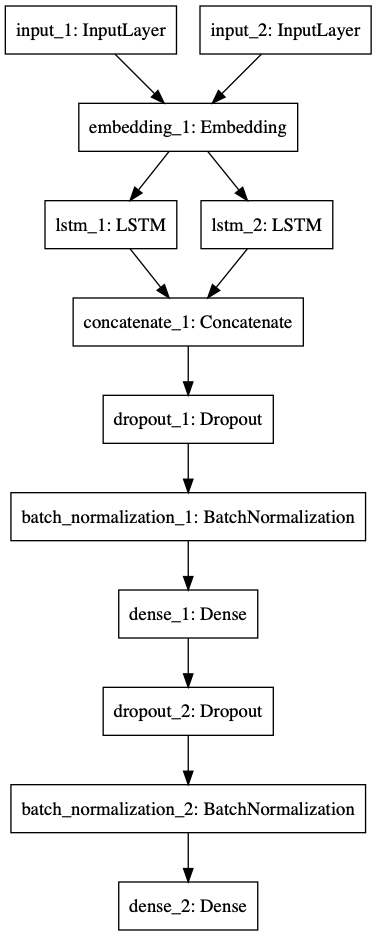 input_1: InputLayer
input_2: InputLayer
embedding_1: Embedding
lstm_1: LSTM
lstm_2: LSTM
concatenate_1: Concatenate
dropout_1: Dropout
batch_normalization_1: BatchNormalization
dense_1: Dense
dropout_2: Dropout
batch_normalization_2: BatchNormalization
dense_2: Dense